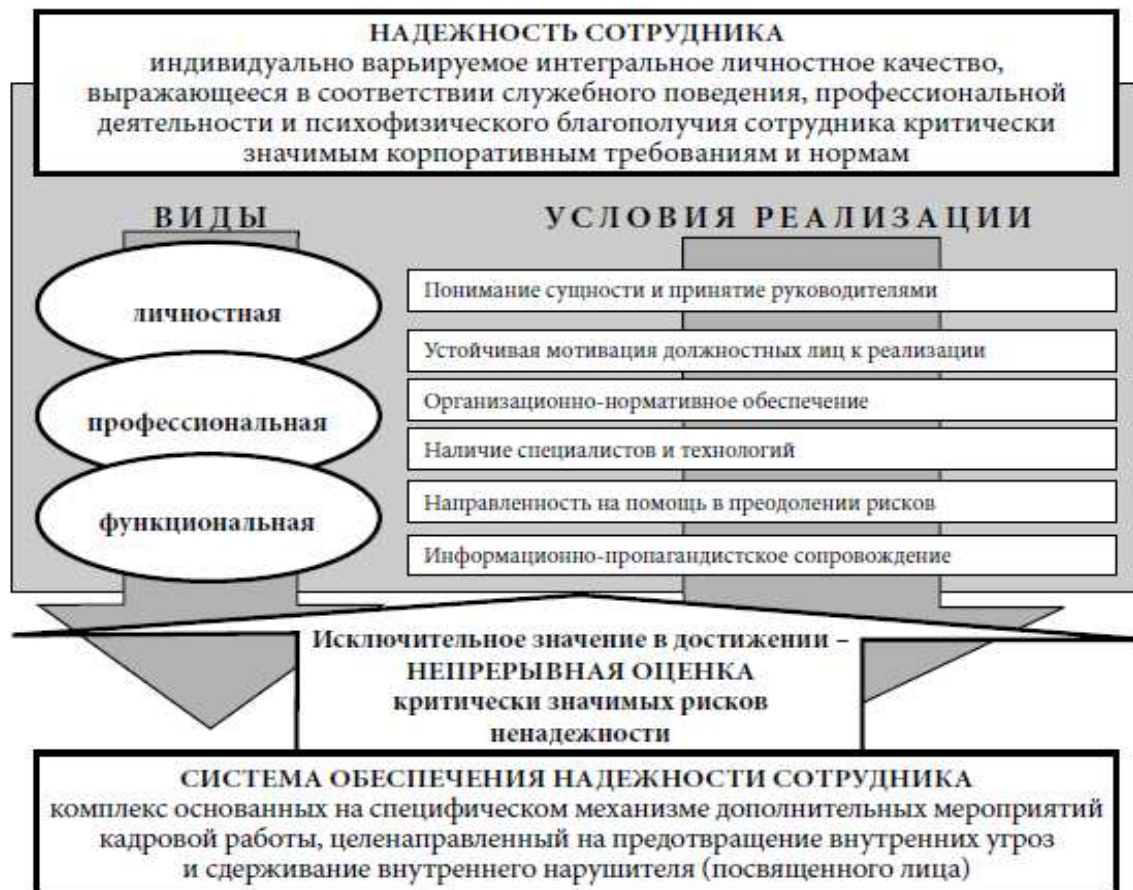 НАДЕЖНОСТЬ СОТРУДНИКА
индивидуально варьируемое интегральное личностное качество,
выражающееся в соответствии служебного поведения, профессиональной
деятельности и психофизического благополучия сотрудника критически
значимым корпоративным требованиям и нормам
ВИДЫ
личностная
профессиональная
функциональная
УСЛОВИЯ РЕАЛИЗАЦИИ
Понимание сущности и принятие руководителями
Устойчивая мотивация должностных лиц к реализации
Организационно-нормативное обеспечение
Наличие специалистов и технологий
Направленность на помощь в преодолении рисков
Информационно-пропагандистское сопровождение
Исключительное значение в достижении –
НЕПРЕРЫВНАЯ ОЦЕНКА
критически значимых рисков
ненадежности
СИСТЕМА ОБЕСПЕЧЕНИЯ НАДЕЖНОСТИ СОТРУДНИКА
комплекс основанных на специфическом механизме дополнительных мероприятий
кадровой работы, целенаправленный на предотвращение внутренних угроз
и сдерживание внутреннего нарушителя (посвященного лица)